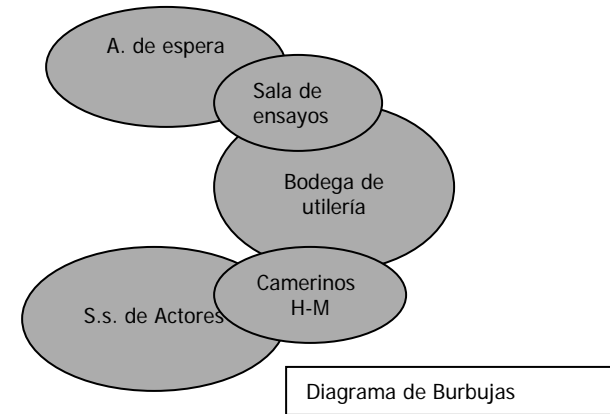 A. de espera
Sala de
ensayos
Bodega de
utilería
Camerinos
H-M
S.s. de Actores
Diagrama de Burbujas